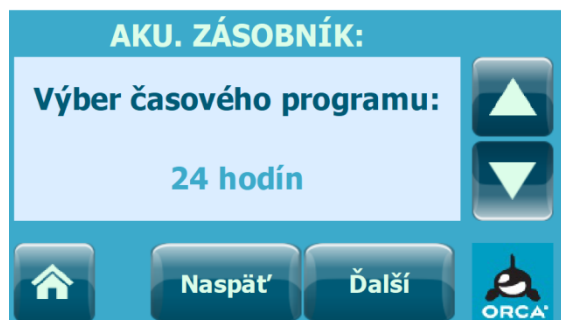 AKU. ZÁSOBNÍK:
Výber časového programu:
24 hodín
Naspäť
Ďalší
ORCA